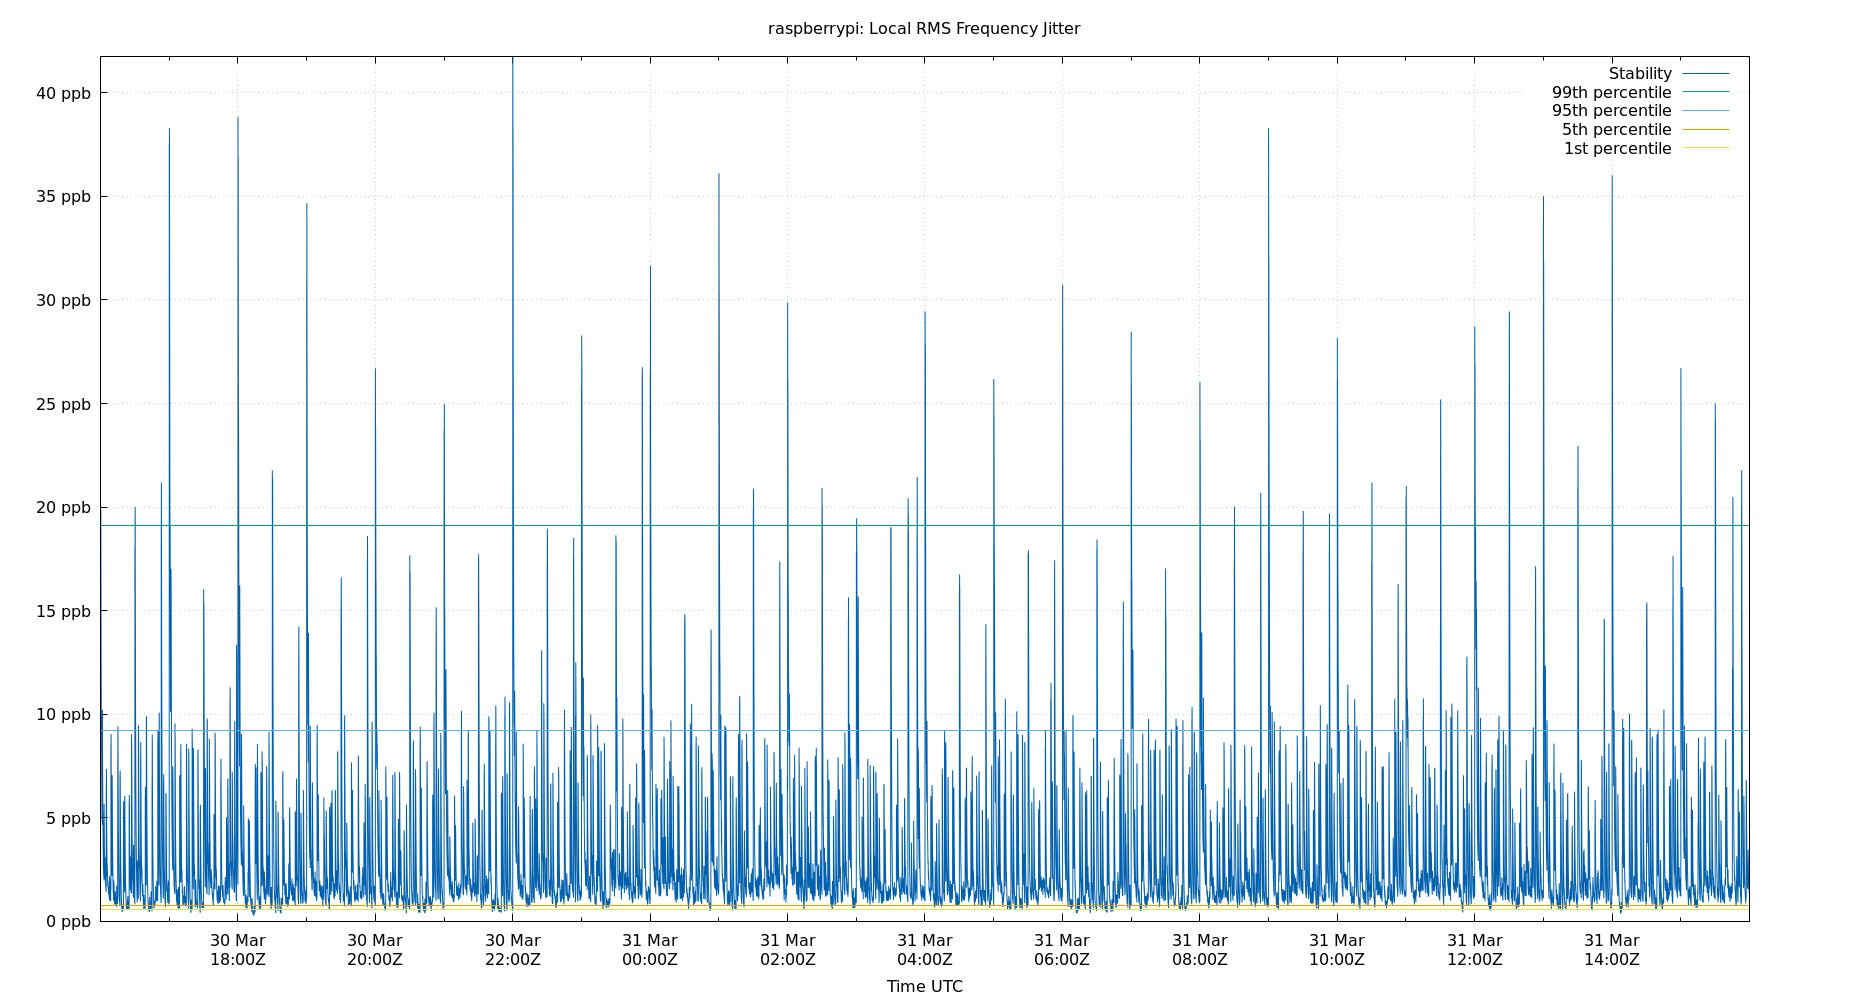 raspberrypi: Local RMS Frequency Jitter
Stability
99th percentile
95th percentile
5th percentile
1st percentile
40 ppb
35 ppb
30 ppb
25 ppb
20 ppb
15 ppb
10 ppb
5 ppb
0 ppb
30 Mar 30 Mar 30 Mar 31 Mar 31 Mar 31 Mar 31 Mar 31 Mar 31 Mar 31 Mar 31 Mar
18:00Z 20:00Z 22:00Z 00:00Z 02:00Z 04:00Z 06:00Z 08:00Z 10:00Z 12:00Z 14:00Z
Time UTC